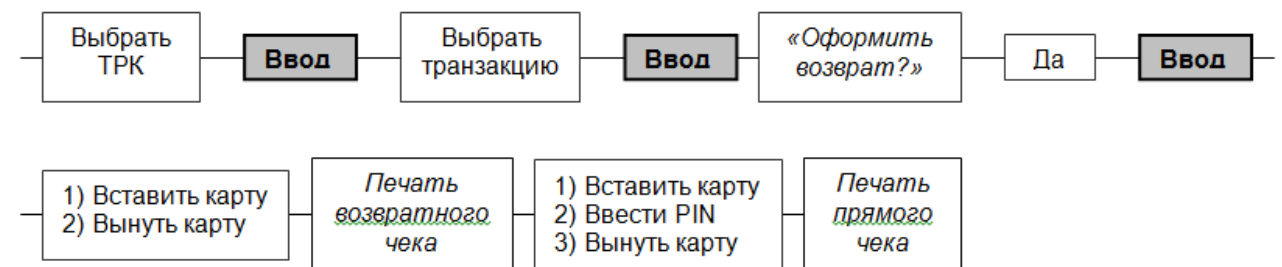 Выбрать
ТРК
Ввод
Выбрать
транзакцию
Ввод
«Оформить
возврат?»
Да
Ввод
1) Вставить карту
2) Вынуть карту
Печать
возвратного
чека
1) Вставить карту
2) Ввести PIN
3) Вынуть карту
Печать
прямого
чека